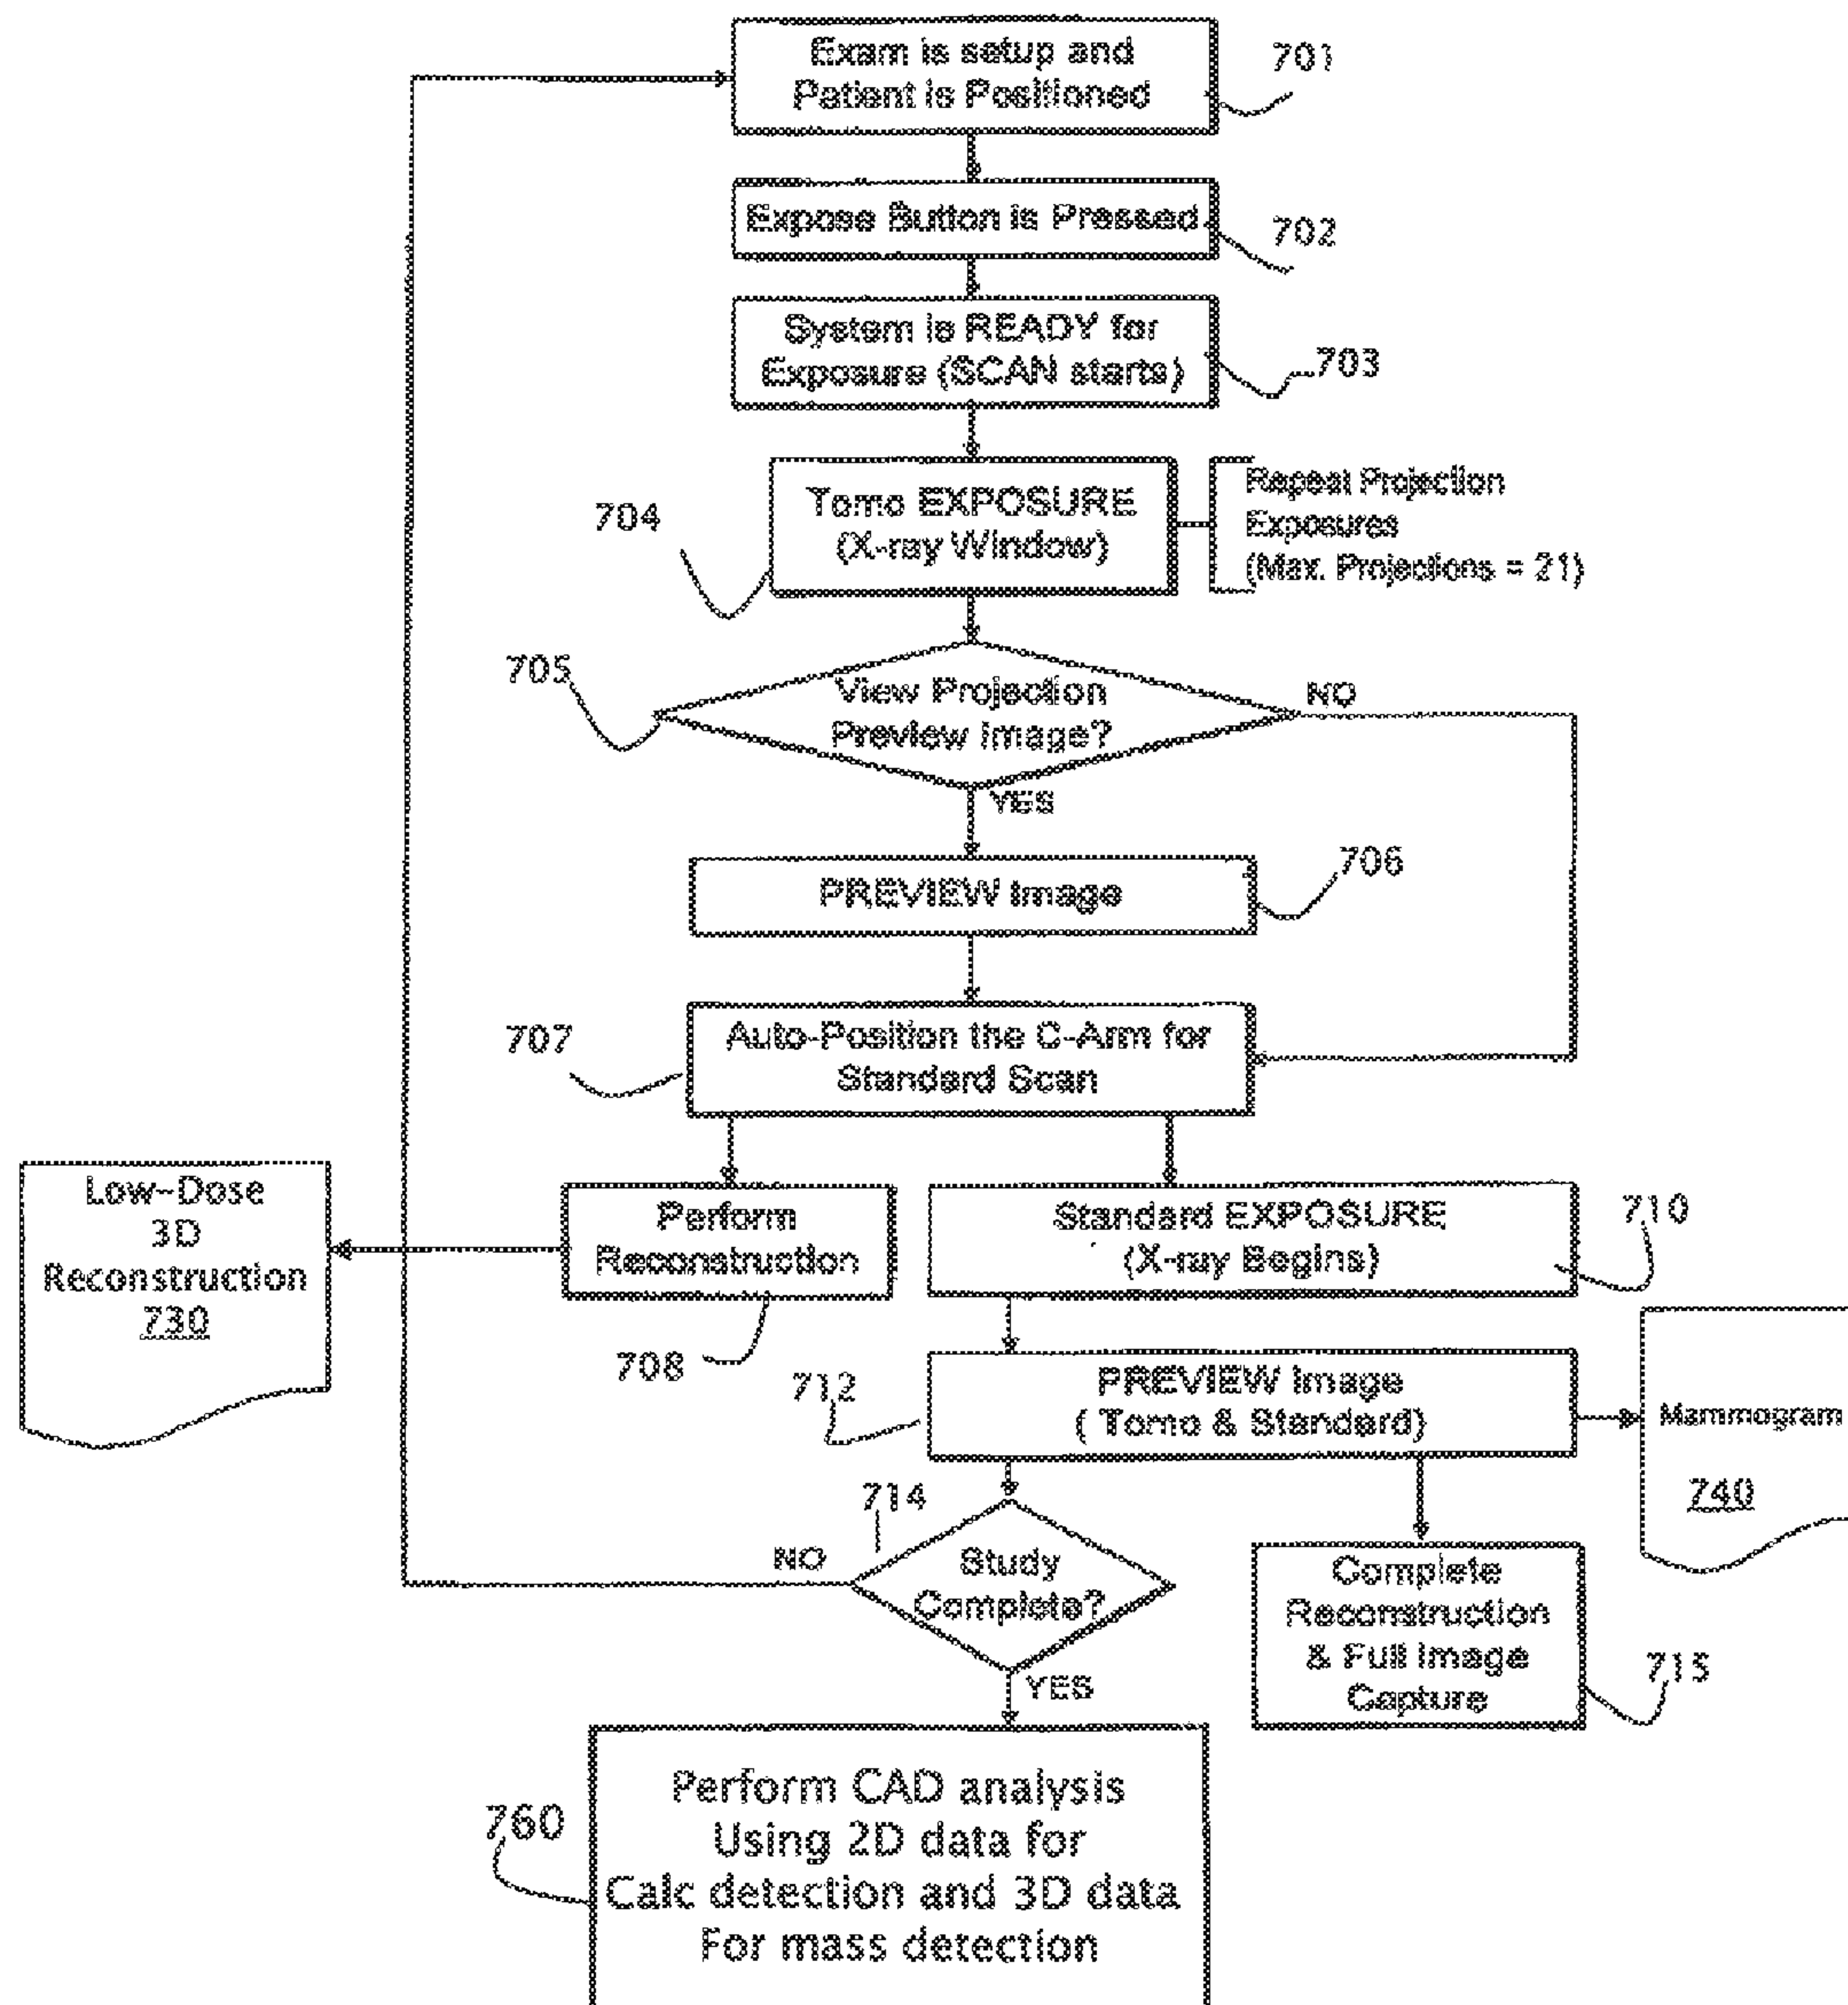 Exam is setup and
Patient is Positioned
701
Expose Button is Pressed
702
System is READY for
Exposure (SCAN starts)
703
Tomo EXPOSURE
(X-ray Window)
704
Repeat Projection
Exposures
(Max. Projections = 21)
View Projection
Preview image?
705
NO
YES
PREVIEW Image
706
Auto-Position the C-Arm for
Standard Scan
707
Low-Dose
3D
Reconstruction
730
Perform
Reconstruction
708
Standard EXPOSURE
(X-ray Begins)
710
PREVIEW Image
( Tomo & Standard)
712
Mammogram
740
714
Study
Complete?
NO
YES
Complete
Reconstruction
& Full Image
Capture
715
Perform CAD analysis
Using 2D data for
Calc detection and 3D data
For mass detection
760